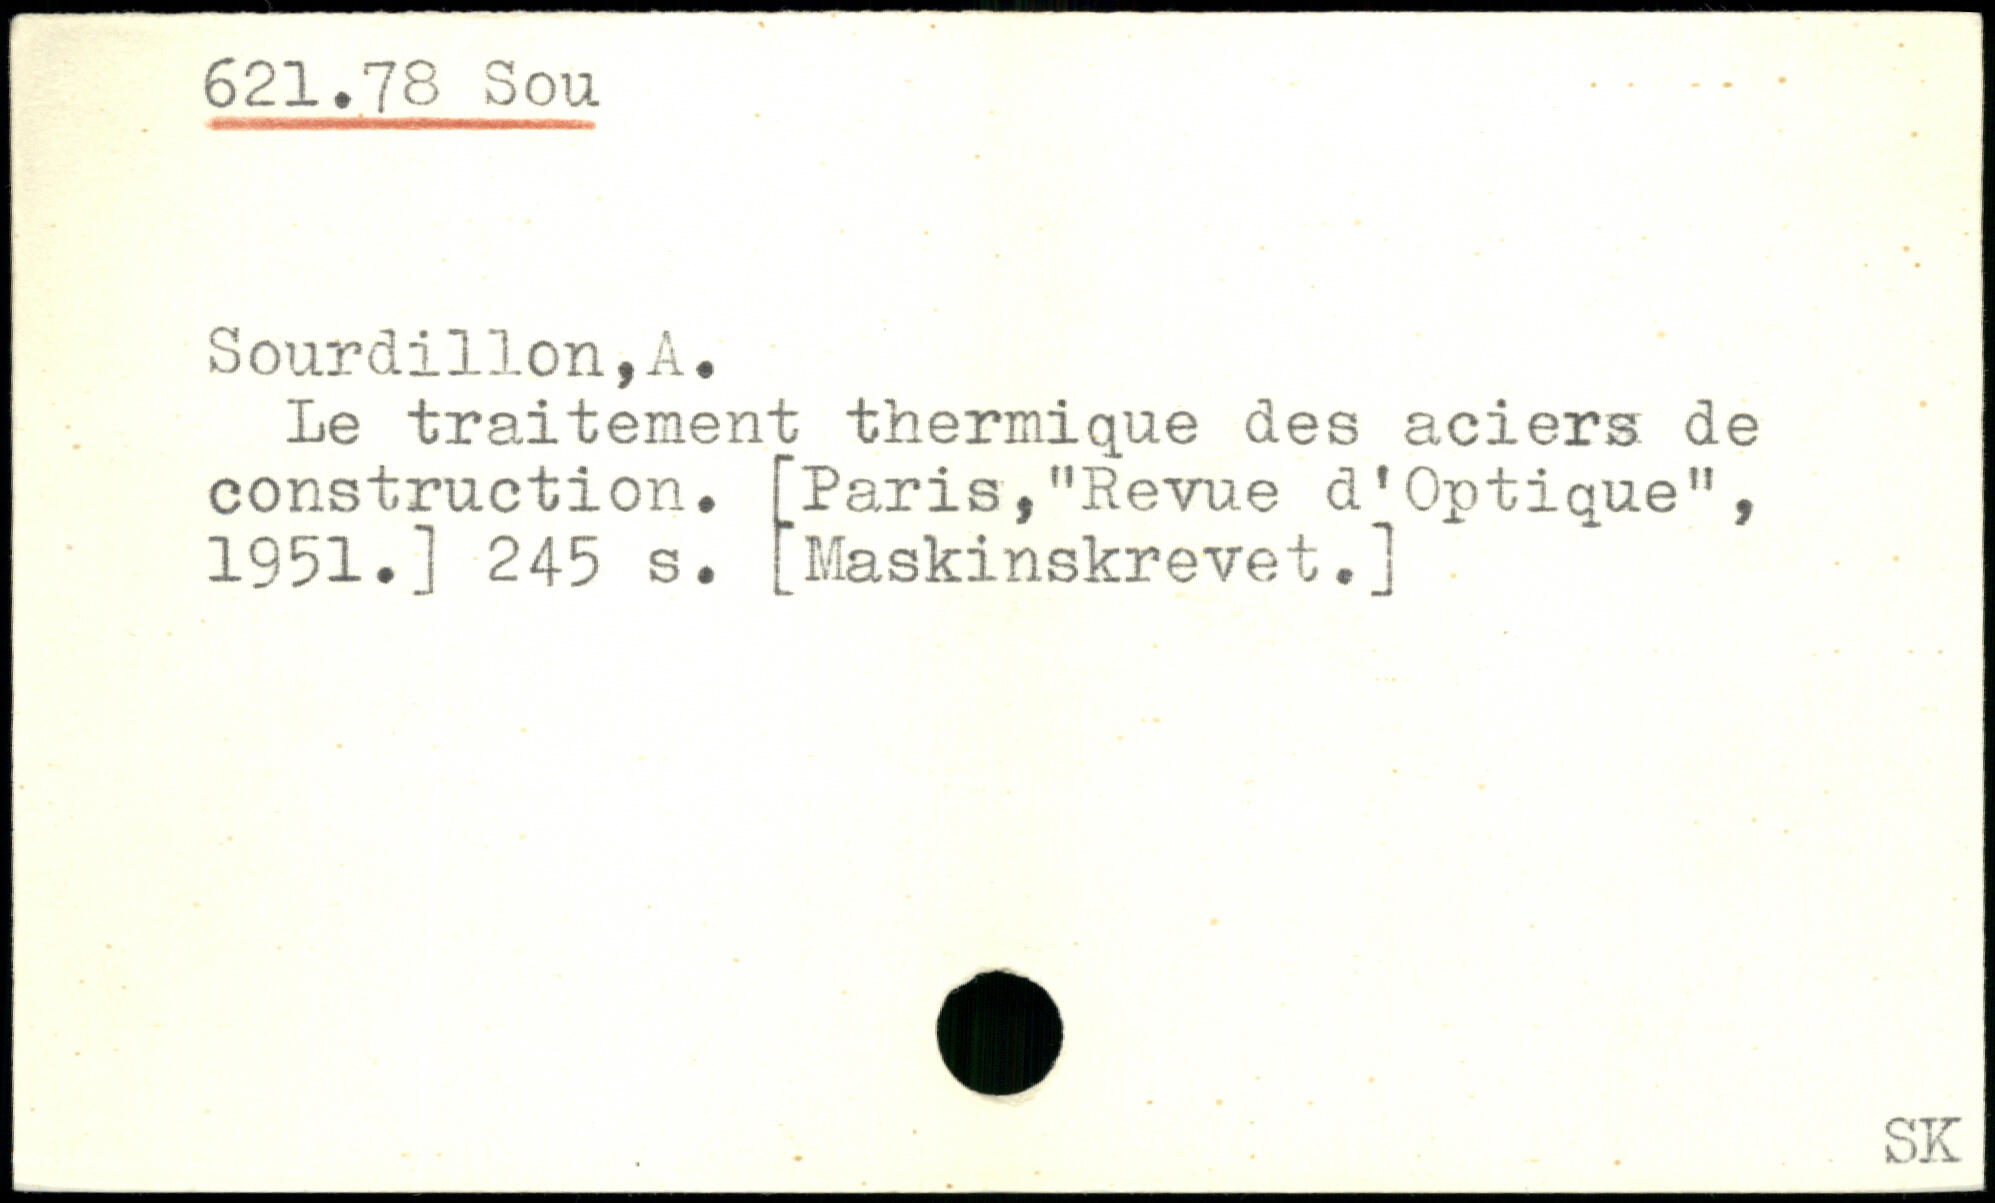 621.78 Sou
Sourdillon,A.
Le traitement thermique des aciers de
construction. [Paris,"Revue d'Optique",
1951.] 245 s. [Maskinskrevet.]
SK